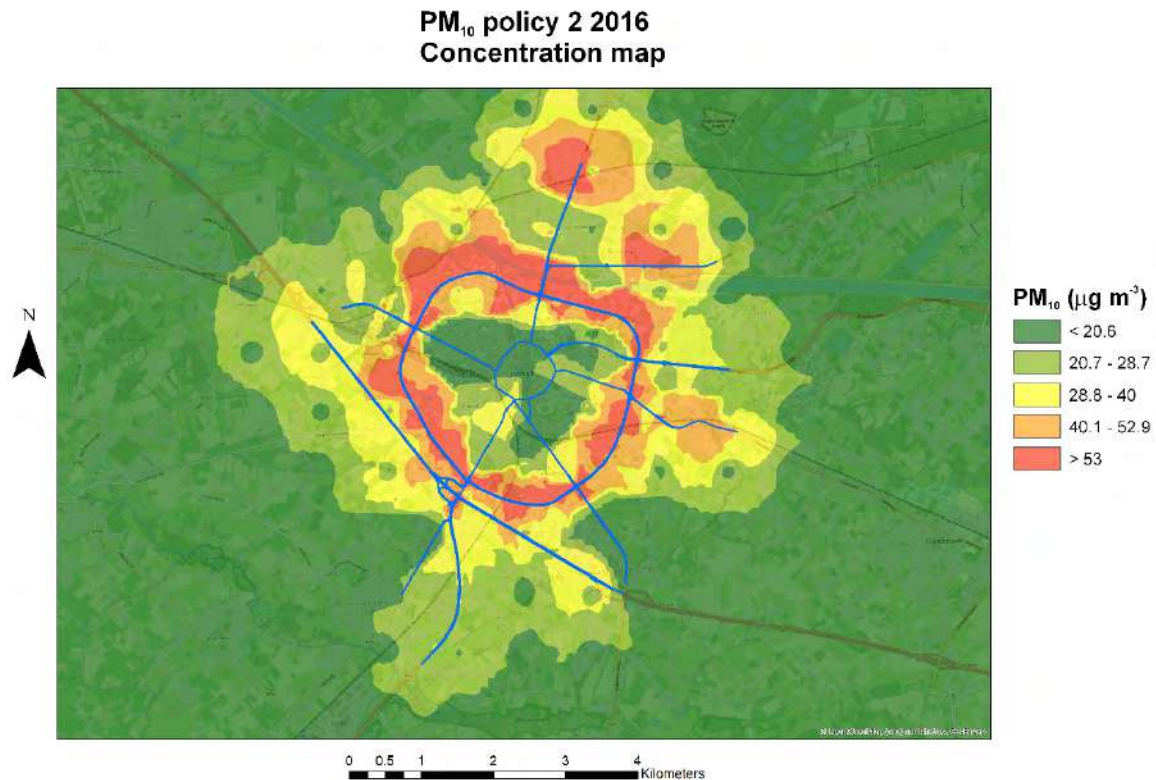 PM₁₀ policy 2 2016
Concentration map
N
PM₁₀ (µg m⁻³)
< 20.6
20.7 - 28.7
28.8 - 40
40.1 - 52.9
> 53
0 0.5 1 2 3 4
Kilometers